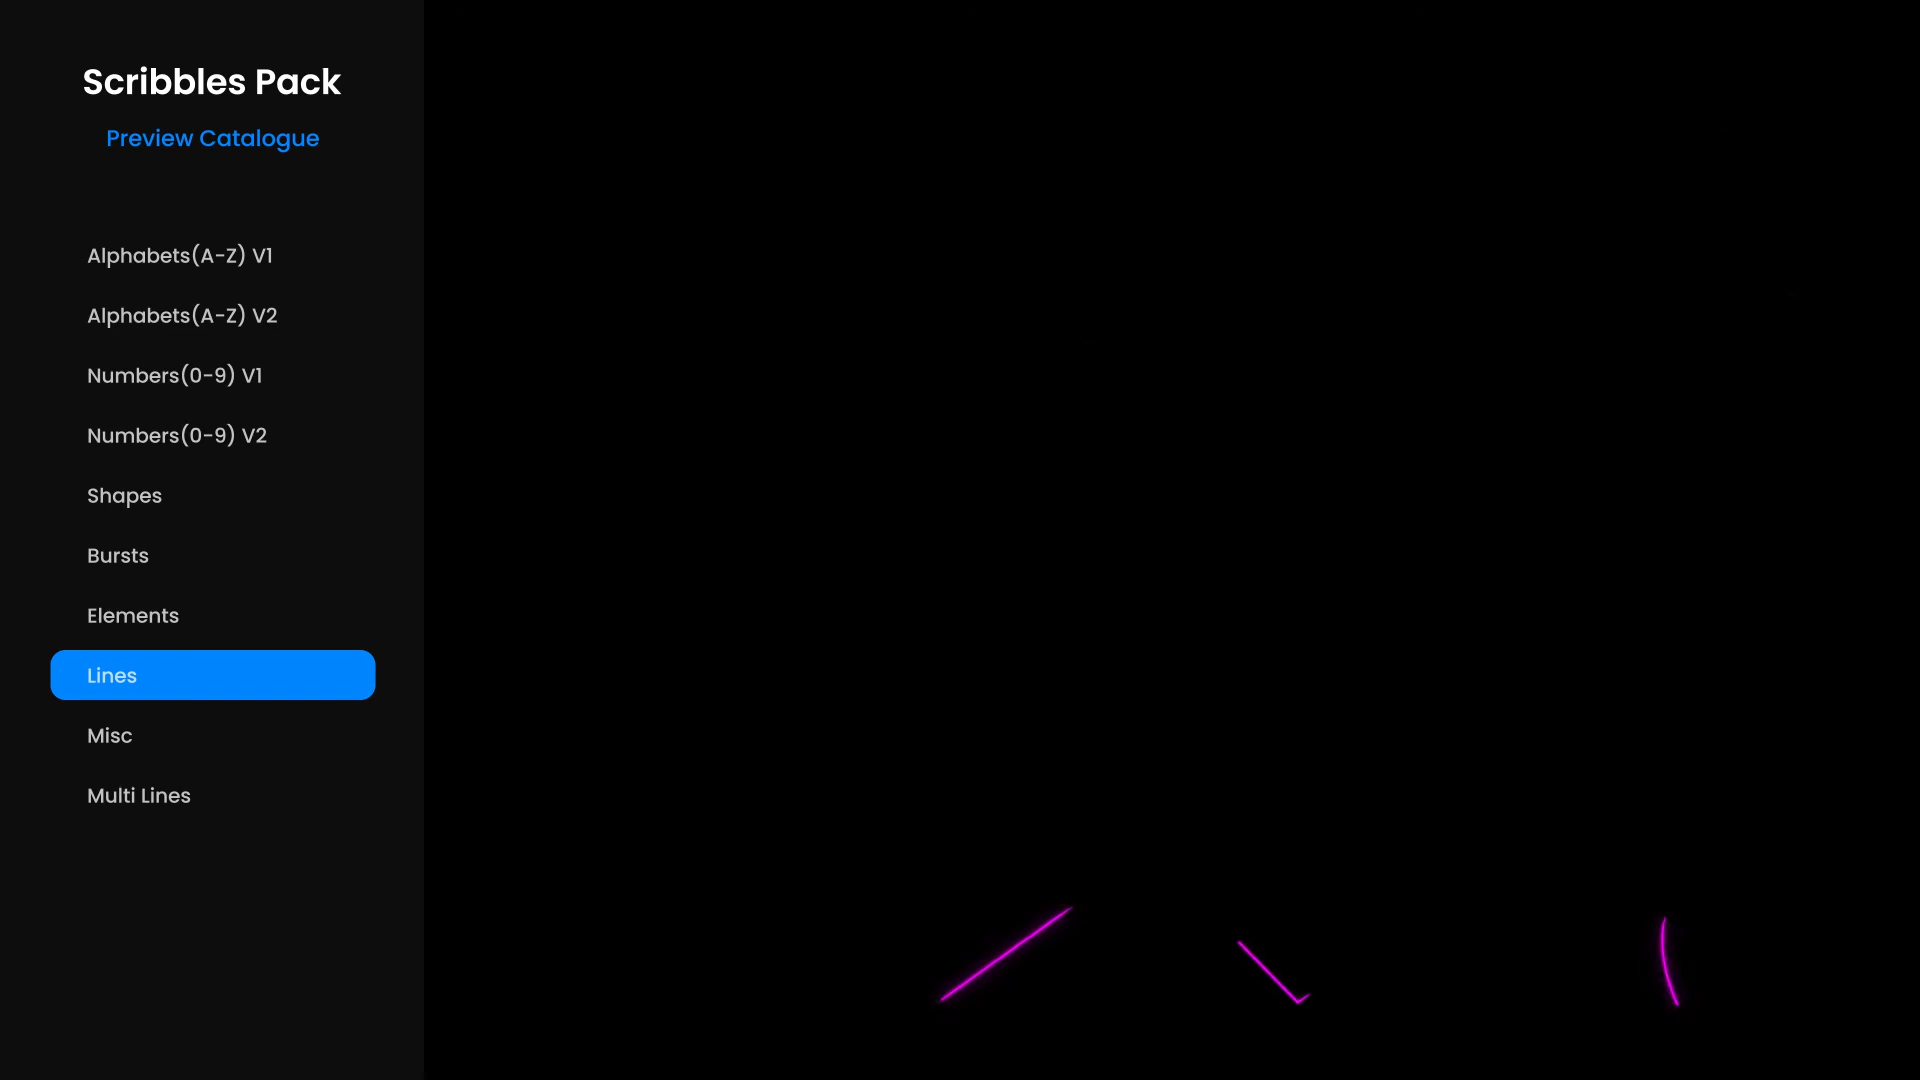 Scribbles Pack
Preview Catalogue
Alphabets(A-Z) V1
Alphabets(A-Z) V2
Numbers(0-9) V1
Numbers(0-9) V2
Shapes
Bursts
Elements
Lines
Misc
Multi Lines